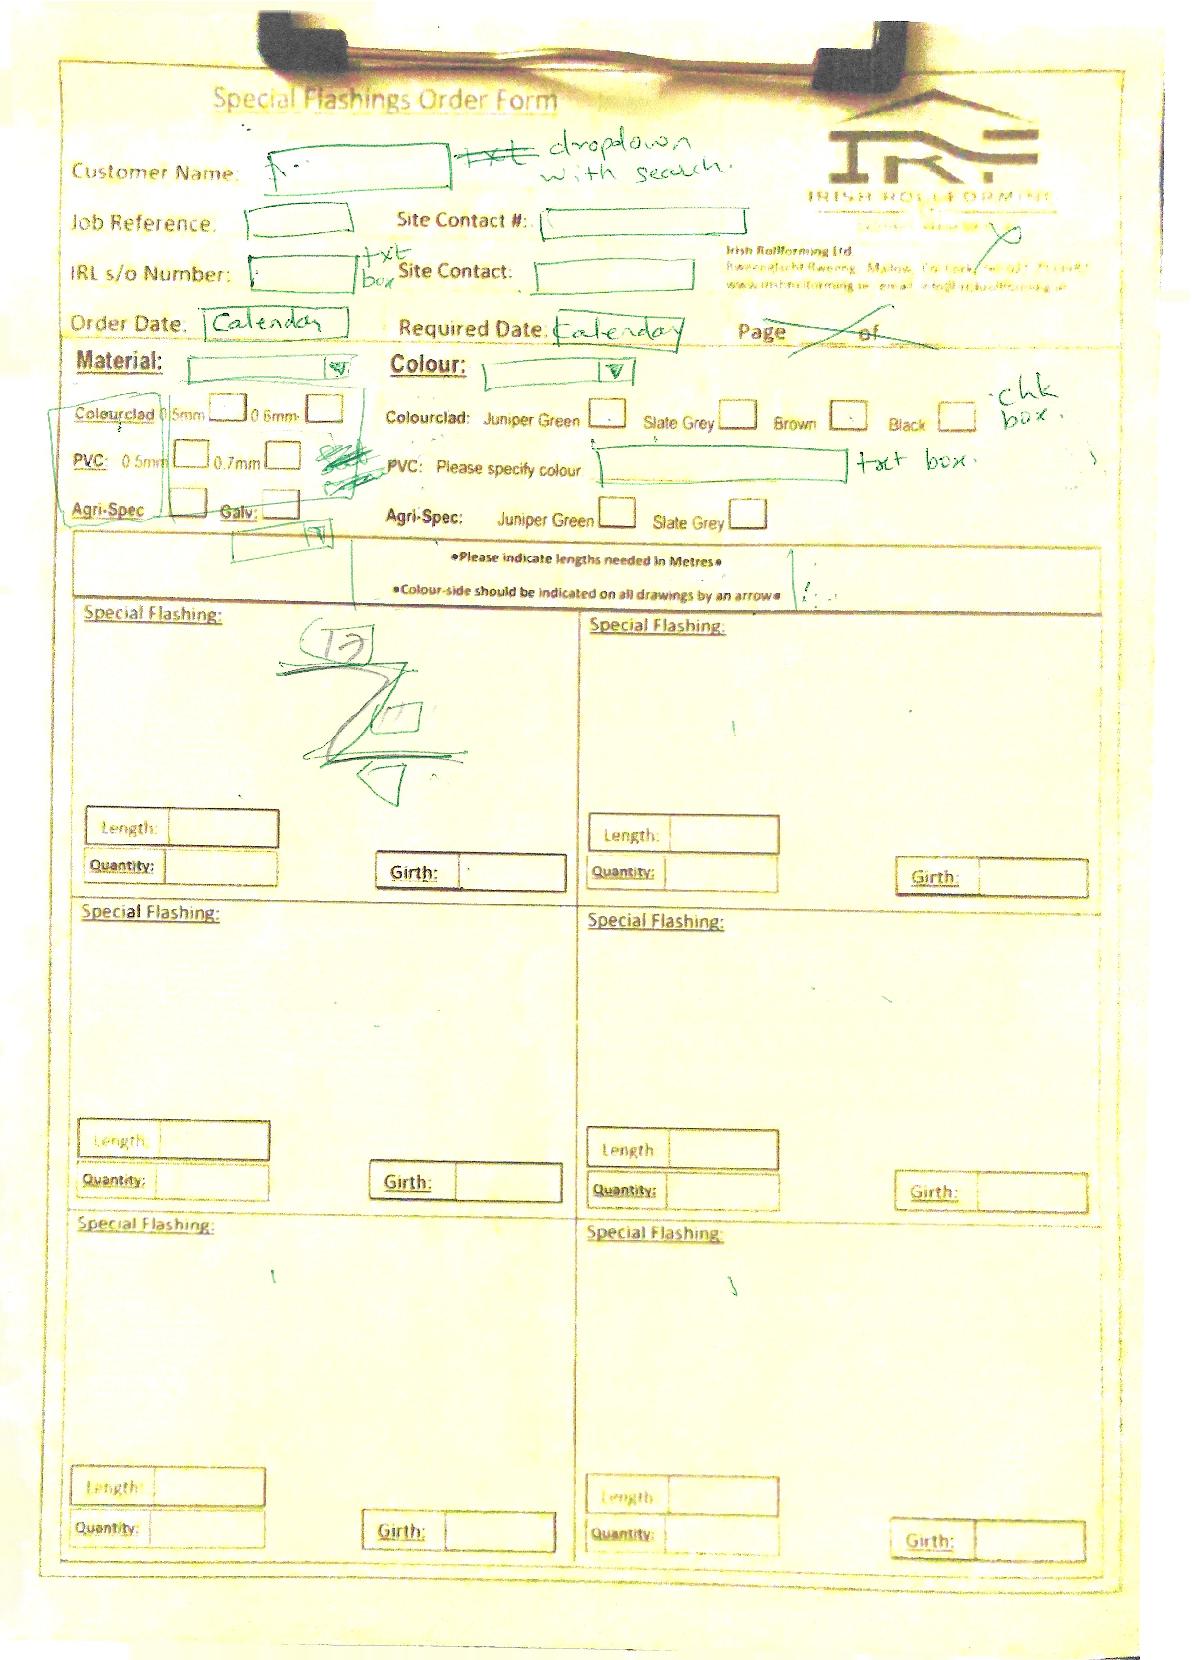 Special Flashings Order Form
Customer Name: txt dropdown with search.
IRISH ROLLFORMING
Job Reference: Site Contact #:
IRL s/o Number: txt box Site Contact:
Irish Rollforming Ltd
Order Date: Calendar Required Date: Calendar Page of
Material: Colour:
Colourclad 0.5mm 0.6mm Colourclad: Juniper Green Slate Grey Brown Black chk box.
PVC: 0.5mm 0.7mm PVC: Please specify colour txt box.
Agri-Spec Galv: Agri-Spec: Juniper Green Slate Grey
•Please indicate lengths needed in Metres•
•Colour-side should be indicated on all drawings by an arrow•
Special Flashing: Special Flashing:
Length: Length:
Quantity: Girth: Quantity: Girth:
Special Flashing: Special Flashing:
Length: Length
Quantity: Girth: Quantity: Girth:
Special Flashing: Special Flashing:
Length: Length
Quantity: Girth: Quantity: Girth: